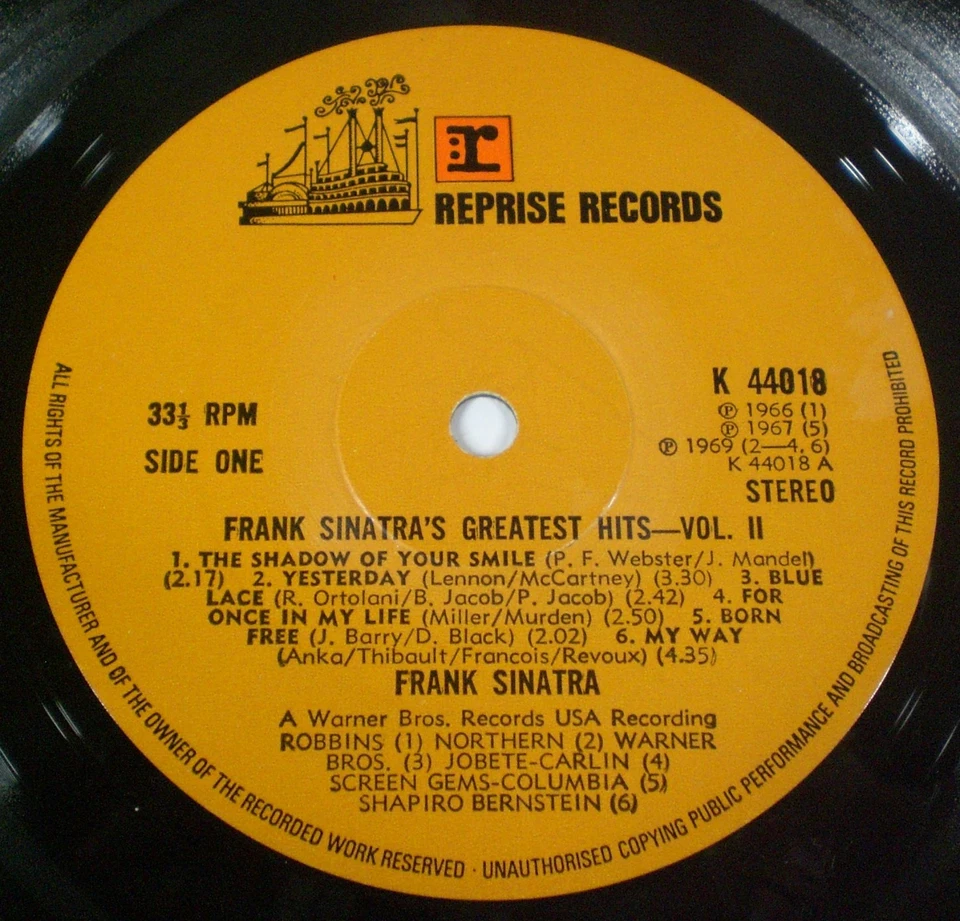 r
REPRISE RECORDS
33⅓ RPM
SIDE ONE
K 44018
Ⓟ 1966 (1)
Ⓟ 1967 (5)
Ⓟ 1969 (2—4, 6)
K 44018 A
STEREO
FRANK SINATRA'S GREATEST HITS—VOL. II
1. THE SHADOW OF YOUR SMILE (P. F. Webster/J. Mandel)
(2.17) 2. YESTERDAY (Lennon/McCartney) (3.30) 3. BLUE
LACE (R. Ortolani/B. Jacob/P. Jacob) (2.42) 4. FOR
ONCE IN MY LIFE (Miller/Murden) (2.50) 5. BORN
FREE (J. Barry/D. Black) (2.02) 6. MY WAY
(Anka/Thibault/Francois/Revoux) (4.35)
FRANK SINATRA
A Warner Bros. Records USA Recording
ROBBINS (1) NORTHERN (2) WARNER
BROS. (3) JOBETE-CARLIN (4)
SCREEN GEMS-COLUMBIA (5)
SHAPIRO BERNSTEIN (6)
ALL RIGHTS OF THE MANUFACTURER AND OF THE OWNER OF THE RECORDED WORK RESERVED · UNAUTHORISED COPYING PUBLIC PERFORMANCE AND BROADCASTING OF THIS RECORD PROHIBITED